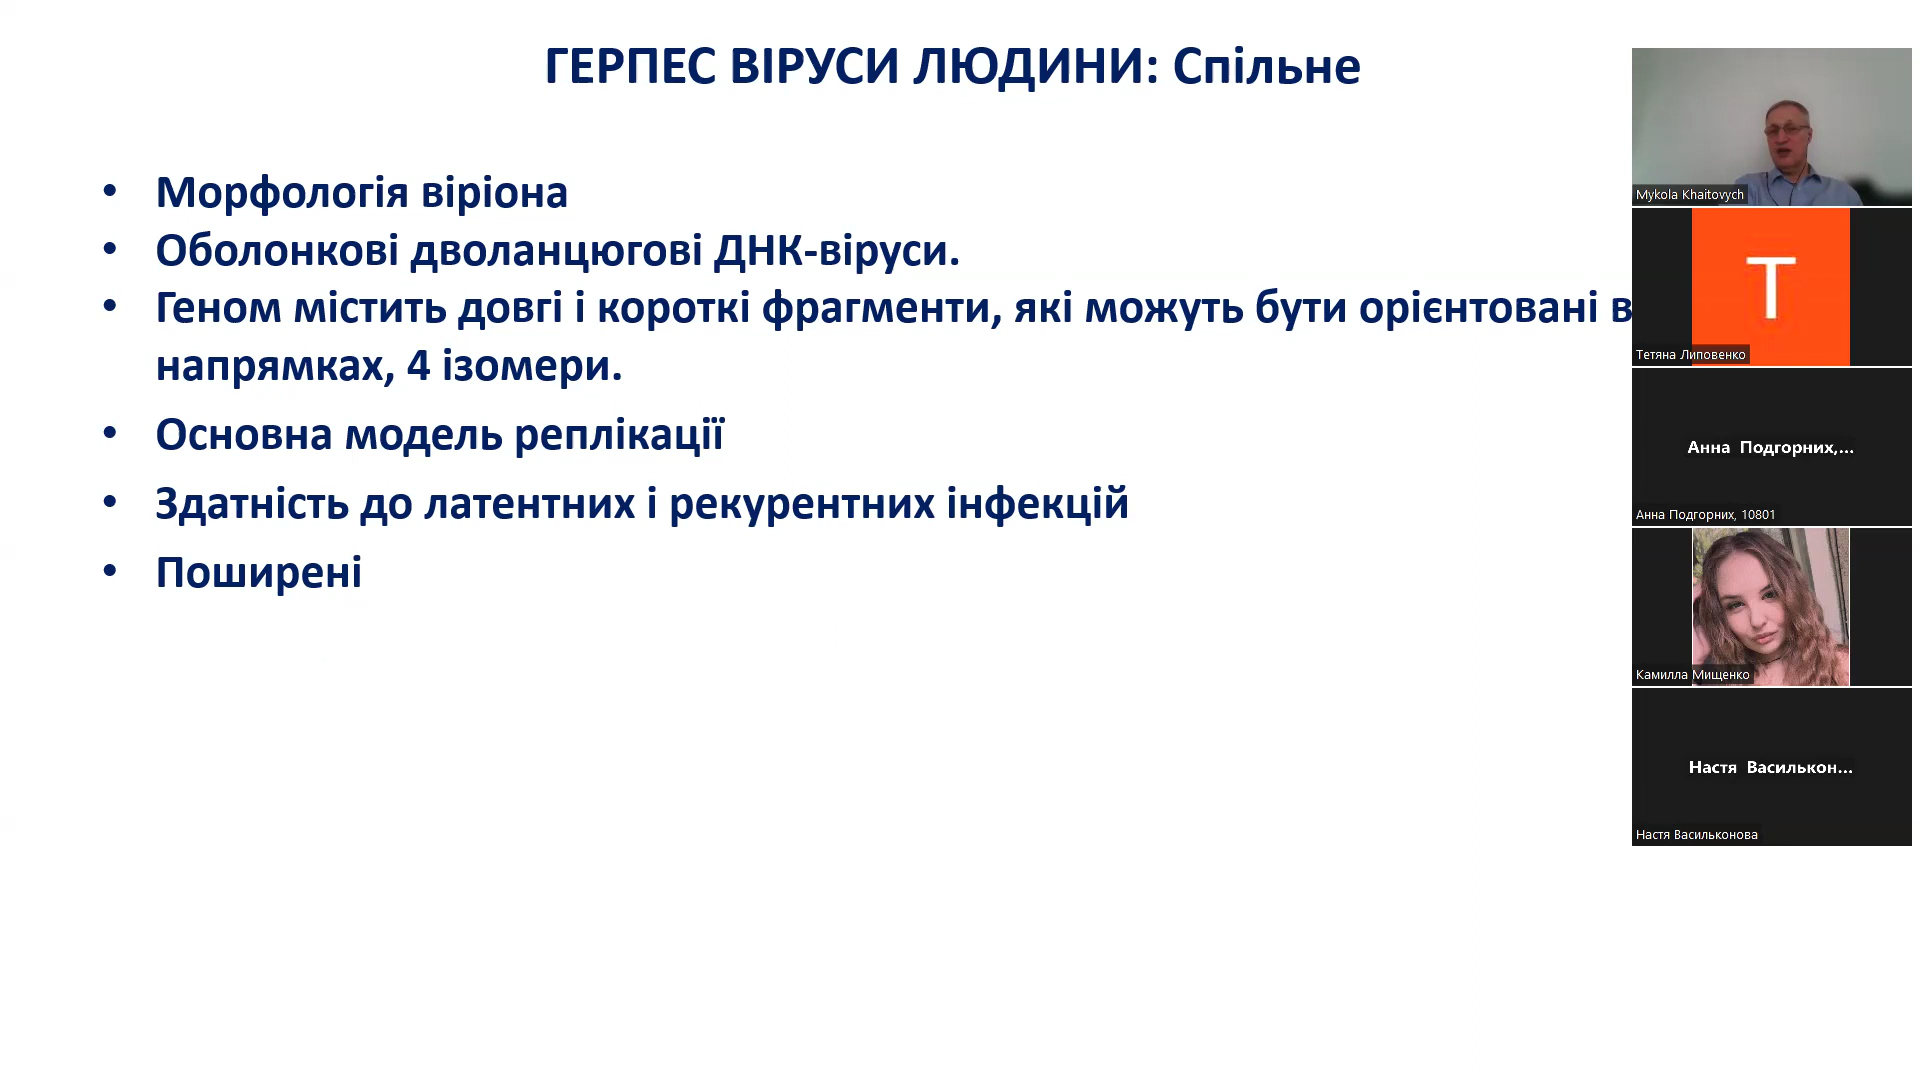 ГЕРПЕС ВІРУСИ ЛЮДИНИ: Спільне
• Морфологія віріона
• Оболонкові дволанцюгові ДНК-віруси.
• Геном містить довгі і короткі фрагменти, які можуть бути орієнтовані в
напрямках, 4 ізомери.
• Основна модель реплікації
• Здатність до латентних і рекурентних інфекцій
• Поширені
Mykola Khaitovych
T
Тетяна Липовенко
Анна Подгорних,...
Анна Подгорних, 10801
Камилла Мищенко
Настя Василькон...
Настя Васильконова